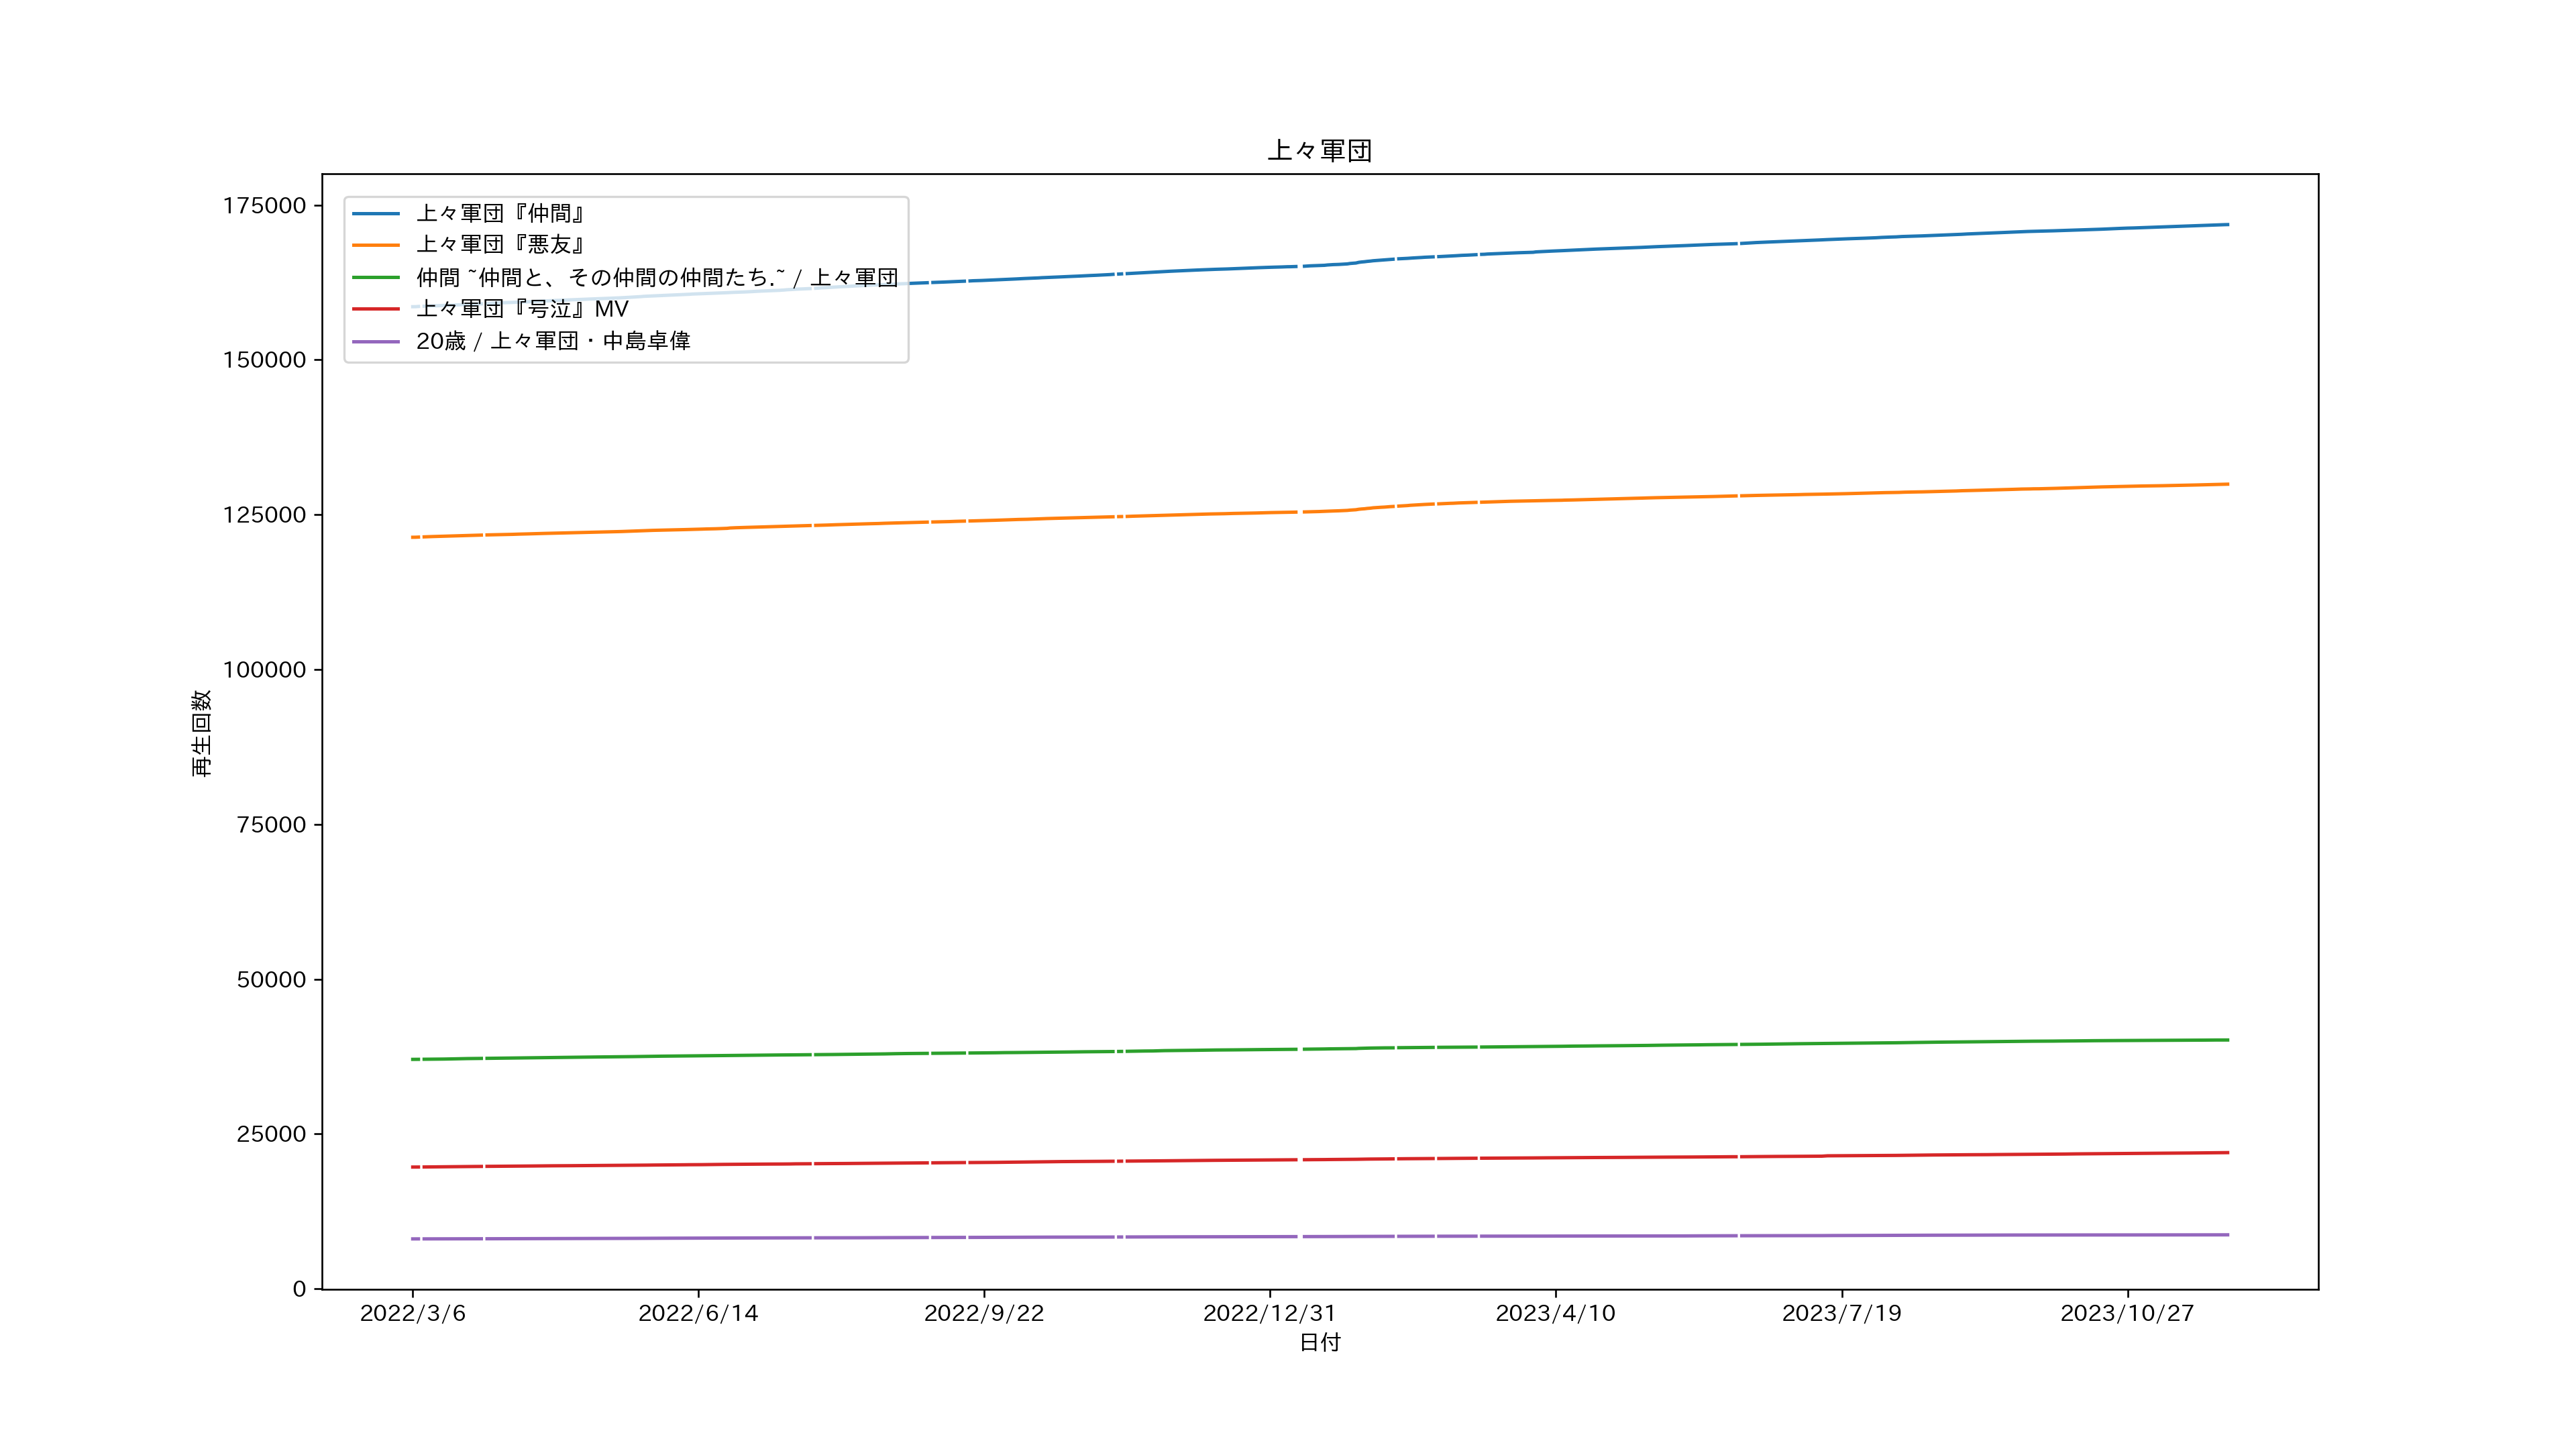 上々軍団
175000
150000
125000
100000
75000
50000
25000
0
再生回数
上々軍団『仲間』
上々軍団『悪友』
仲間 ~仲間と、その仲間の仲間たち.~ / 上々軍団
上々軍団『号泣』MV
20歳 / 上々軍団・中島卓偉
2022/3/6
2022/6/14
2022/9/22
2022/12/31
2023/4/10
2023/7/19
2023/10/27
日付